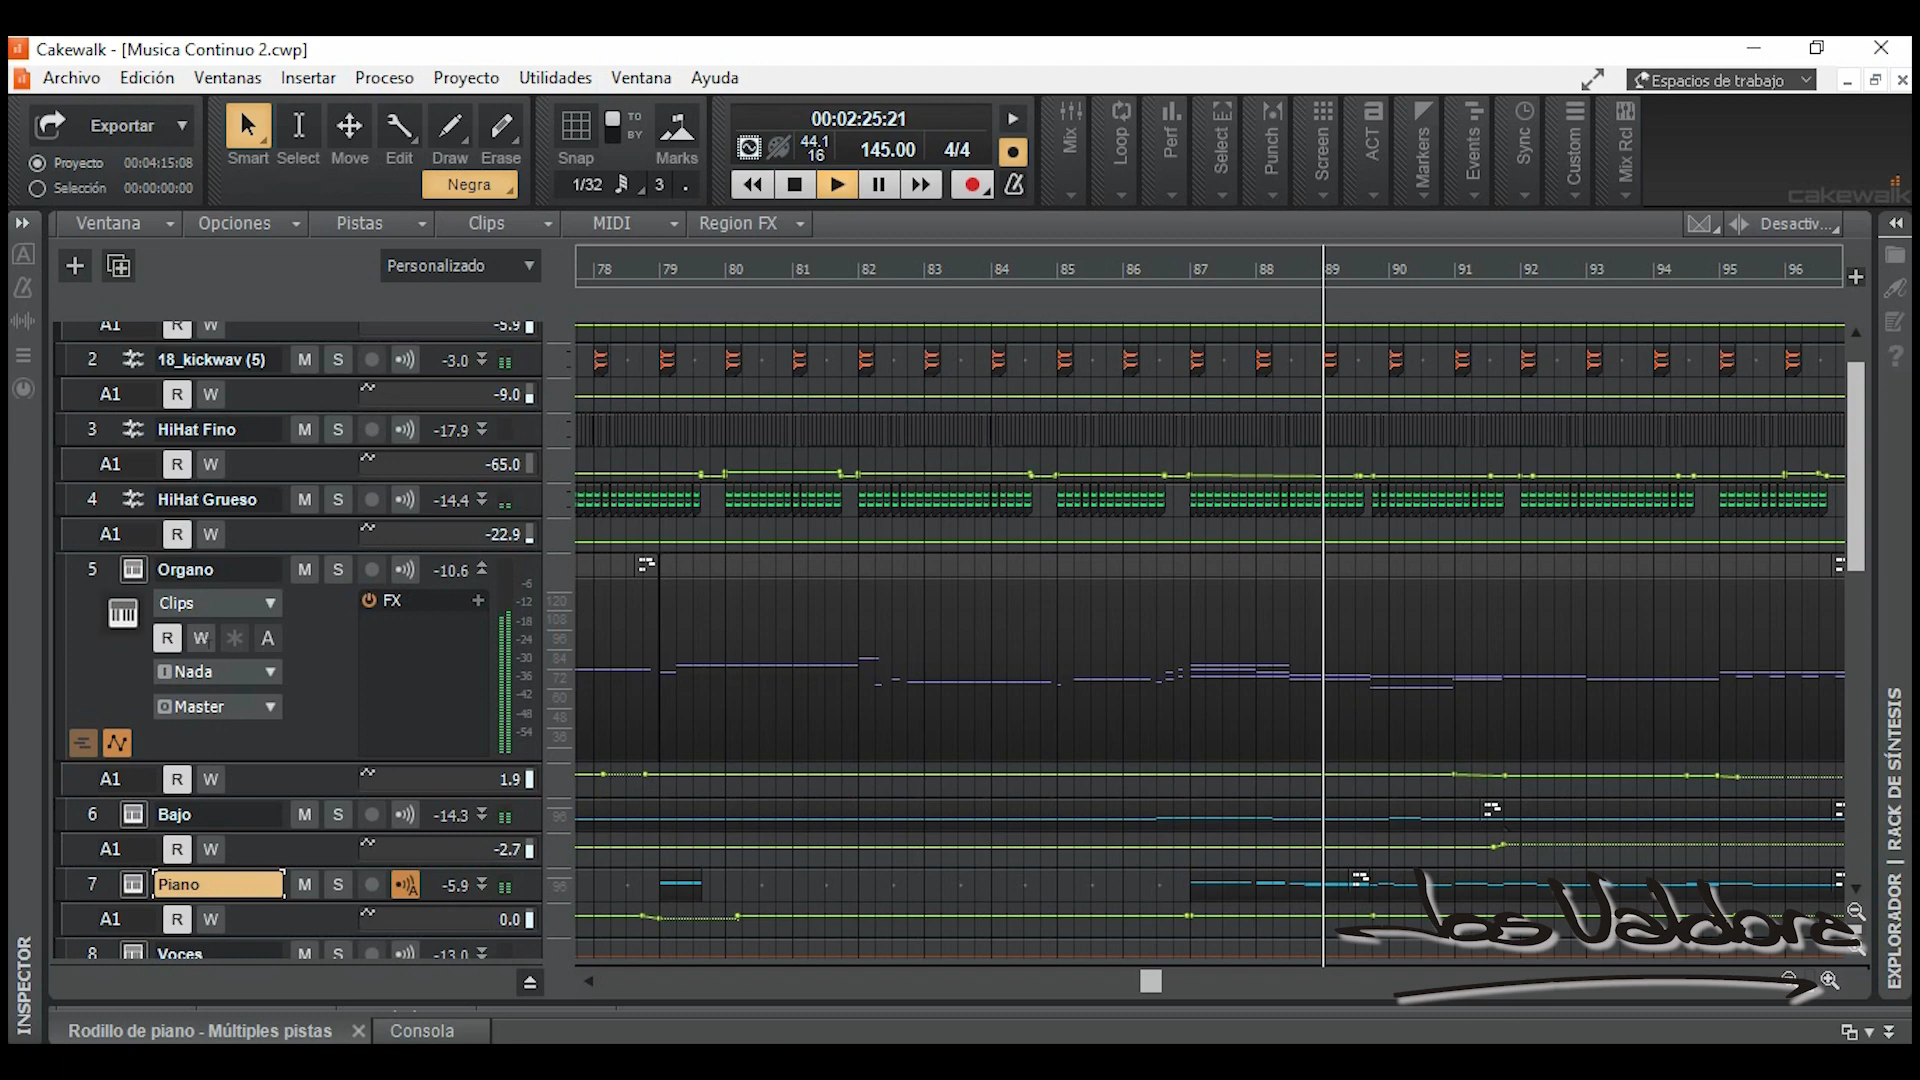 Cakewalk - [Musica Continuo 2.cwp]
Archivo Edición Ventanas Insertar Proceso Proyecto Utilidades Ventana Ayuda
Espacios de trabajo
Exportar
Proyecto 00:04:15:08
Selección 00:00:00:00
Smart Select Move Edit Draw Erase
Negra
Snap TO BY Marks
1/32 3 .
00:02:25:21
44.1
16
145.00 4/4
Mix Loop Perf Select Punch Screen ACT Markers Events Sync Custom Mix Rcl
cakewalk
Ventana Opciones Pistas Clips MIDI Region FX
Desactiv...
Personalizado
78 79 80 81 82 83 84 85 86 87 88 89 90 91 92 93 94 95 96
A1 R W -5.9
2 18_kickwav (5) M S -3.0
A1 R W -9.0
3 HiHat Fino M S -17.9
A1 R W -65.0
4 HiHat Grueso M S -14.4
A1 R W -22.9
5 Organo M S -10.6
Clips
FX
R W A
Nada
Master
-6
-12
-18
-24
-30
-36
-42
-48
-54
120
108
96
84
72
60
48
36
A1 R W 1.9
6 Bajo M S -14.3 96
A1 R W -2.7
7 Piano M S -5.9 96
A1 R W 0.0
8 Voces M S -13.0
INSPECTOR
EXPLORADOR | RACK DE SÍNTESIS
Rodillo de piano - Múltiples pistas
Consola